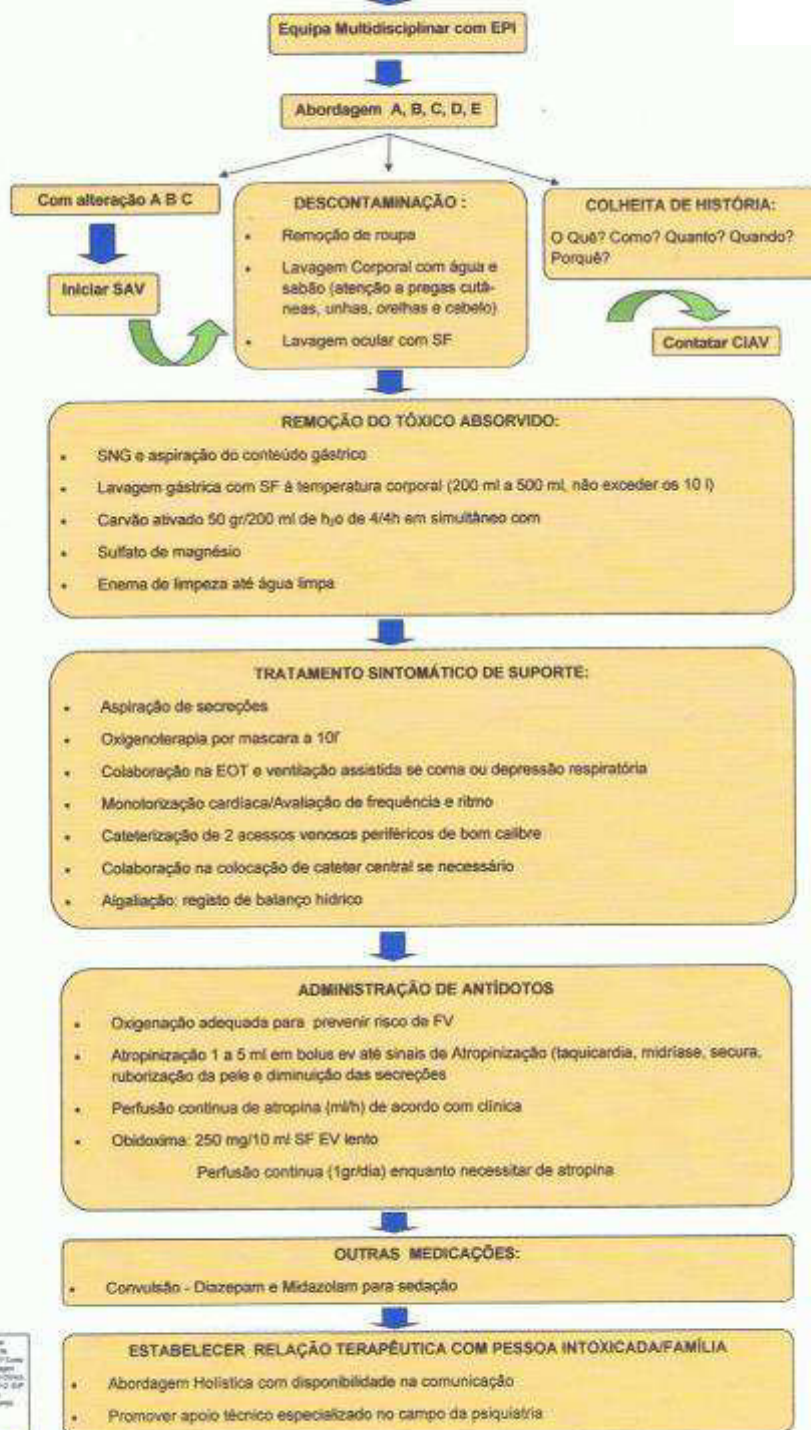 Equipa Multidisciplinar com EPI
Abordagem A, B, C, D, E
Com alteração A B C
Iniciar SAV
DESCONTAMINAÇÃO :
• Remoção de roupa
• Lavagem Corporal com água e
sabão (atenção a pregas cutâ-
neas, unhas, orelhas e cabelo)
• Lavagem ocular com SF
COLHEITA DE HISTÓRIA:
O Quê? Como? Quanto? Quando?
Porquê?
Contatar CIAV
REMOÇÃO DO TÓXICO ABSORVIDO:
• SNG e aspiração do conteúdo gástrico
• Lavagem gástrica com SF à temperatura corporal (200 ml a 500 ml, não exceder os 10 l)
• Carvão ativado 50 gr/200 ml de h₂o de 4/4h em simultâneo com
• Sulfato de magnésio
• Enema de limpeza até água limpa
TRATAMENTO SINTOMÁTICO DE SUPORTE:
• Aspiração de secreções
• Oxigenoterapia por mascara a 10l'
• Colaboração na EOT e ventilação assistida se coma ou depressão respiratória
• Monotorização cardíaca/Avaliação de frequência e ritmo
• Cateterização de 2 acessos venosos periféricos de bom calibre
• Colaboração na colocação de cateter central se necessário
• Algaliação: registo de balanço hídrico
ADMINISTRAÇÃO DE ANTÍDOTOS
• Oxigenação adequada para prevenir risco de FV
• Atropinização 1 a 5 ml em bolus ev até sinais de Atropinização (taquicardia, midríase, secura,
ruborização da pele e diminuição das secreções
• Perfusão continua de atropina (ml/h) de acordo com clínica
• Obidoxima: 250 mg/10 ml SF EV lento
Perfusão continua (1gr/dia) enquanto necessitar de atropina
OUTRAS MEDICAÇÕES:
• Convulsão - Diazepam e Midazolam para sedação
ESTABELECER RELAÇÃO TERAPÊUTICA COM PESSOA INTOXICADA/FAMÍLIA
• Abordagem Holística com disponibilidade na comunicação
• Promover apoio técnico especializado no campo da psiquiatria